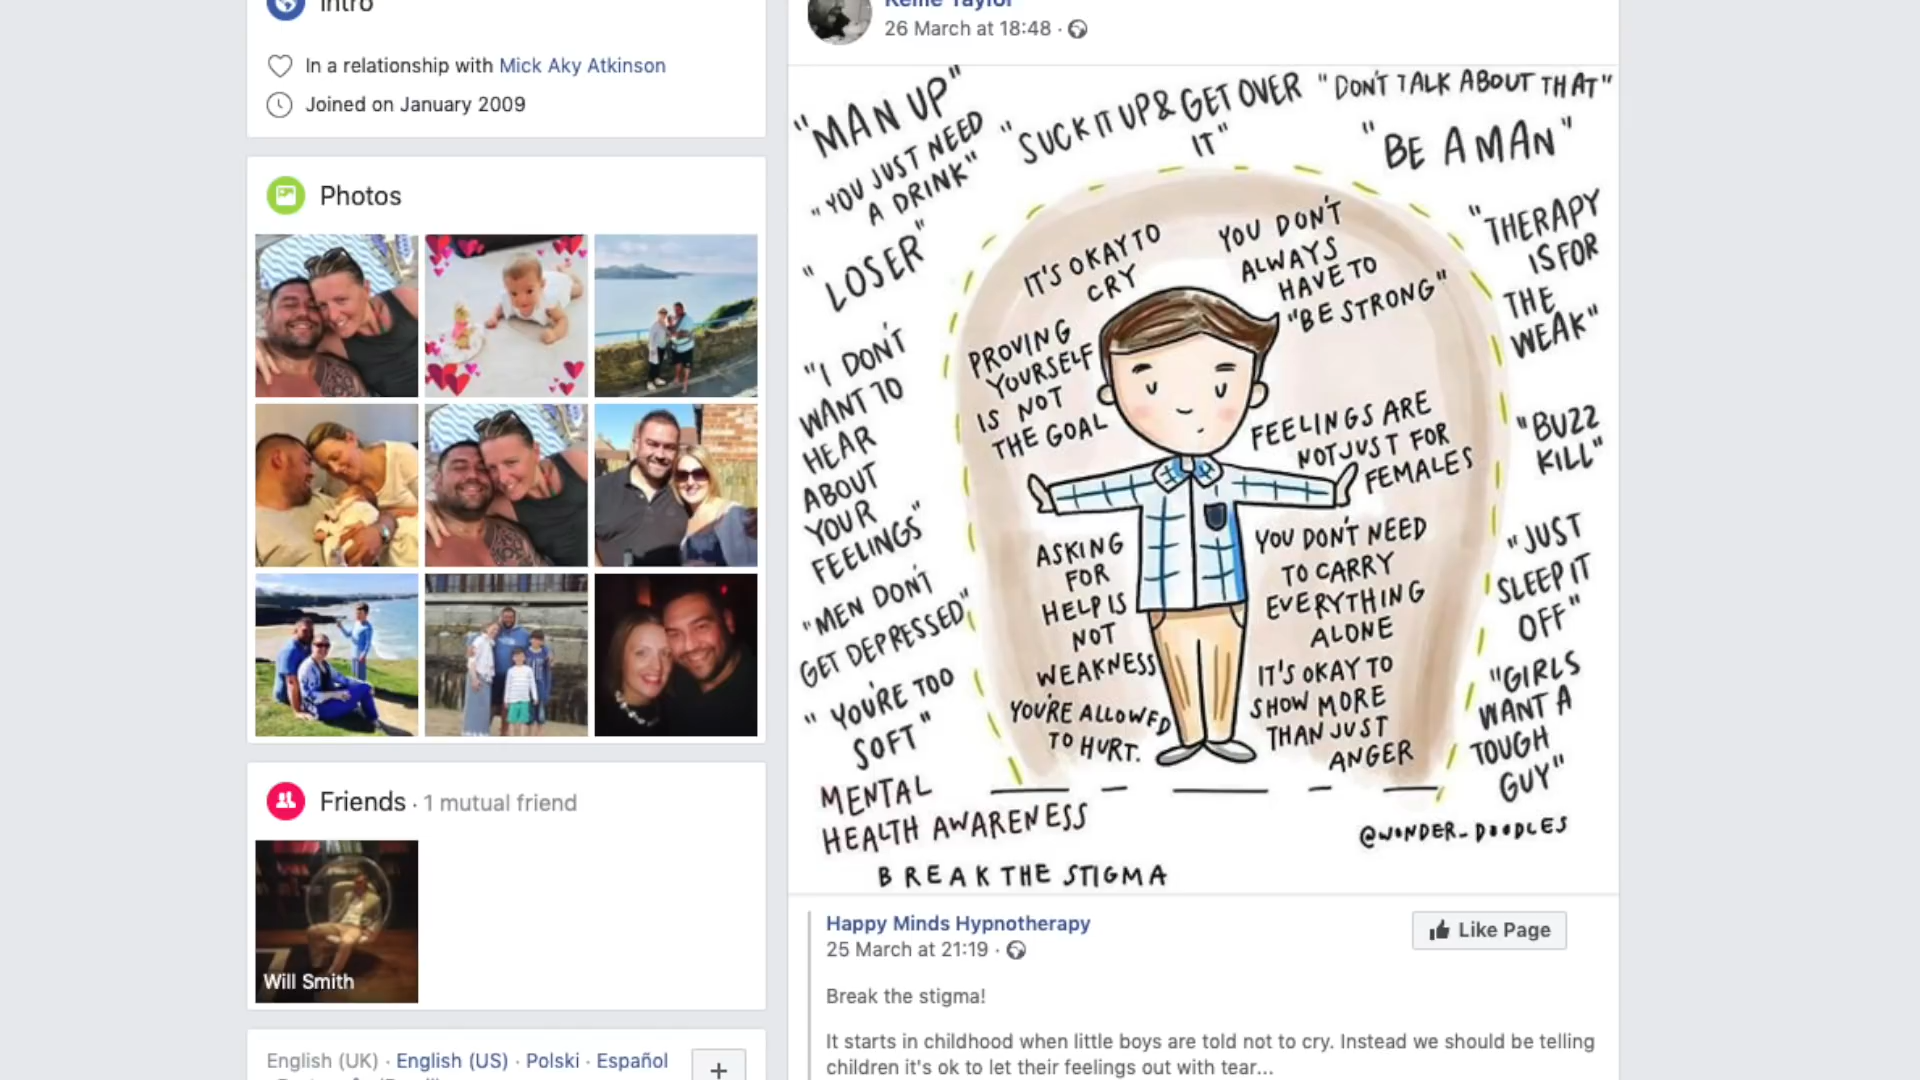 Intro
In a relationship with Mick Aky Atkinson
Joined on January 2009
Photos
Friends · 1 mutual friend
Will Smith
English (UK) · English (US) · Polski · Español
+
Kellie Taylor
26 March at 18:48 ·
"MAN UP"
"YOU JUST NEED
A DRINK"
"LOSER"
"I DON'T
WANT TO
HEAR
ABOUT
YOUR
FEELINGS"
"MEN DON'T
GET DEPRESSED"
"YOU'RE TOO
SOFT"
"SUCK IT UP & GET OVER
IT"
"DON'T TALK ABOUT THAT"
"BE A MAN"
"THERAPY
IS FOR
THE
WEAK"
"BUZZ
KILL"
"JUST
SLEEP IT
OFF"
"GIRLS
WANT A
TOUGH
GUY"
IT'S OKAY TO
CRY
PROVING
YOURSELF
IS NOT
THE GOAL
ASKING
FOR
HELP IS
NOT
WEAKNESS
YOU'RE ALLOWED
TO HURT.
YOU DON'T
ALWAYS
HAVE TO
"BE STRONG"
FEELINGS ARE
NOT JUST FOR
FEMALES
YOU DON'T NEED
TO CARRY
EVERYTHING
ALONE
IT'S OKAY TO
SHOW MORE
THAN JUST
ANGER
MENTAL
HEALTH AWARENESS
BREAK THE STIGMA
@WONDER_DOODLES
Happy Minds Hypnotherapy
25 March at 21:19 ·
Like Page
Break the stigma!
It starts in childhood when little boys are told not to cry. Instead we should be telling
children it's ok to let their feelings out with tear...